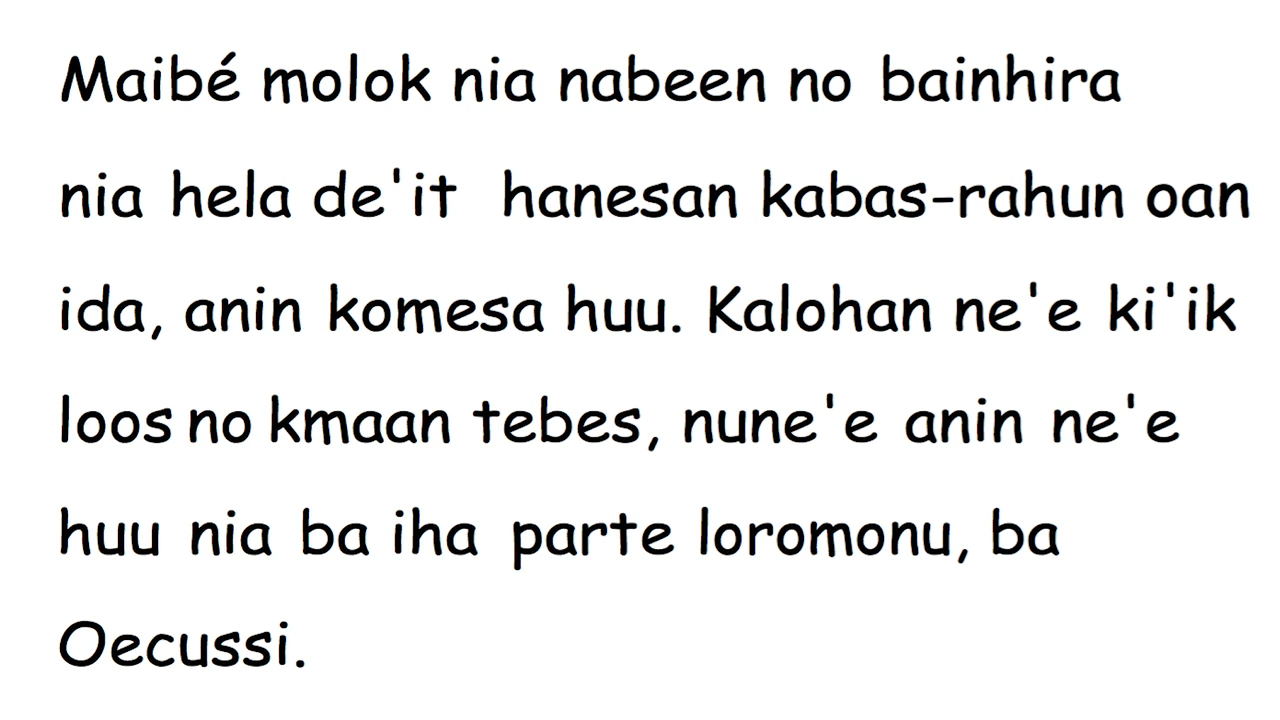 Maibé molok nia nabeen no bainhira
nia hela de'it hanesan kabas-rahun oan
ida, anin komesa huu. Kalohan ne'e ki'ik
loos no kmaan tebes, nune'e anin ne'e
huu nia ba iha parte loromonu, ba
Oecussi.